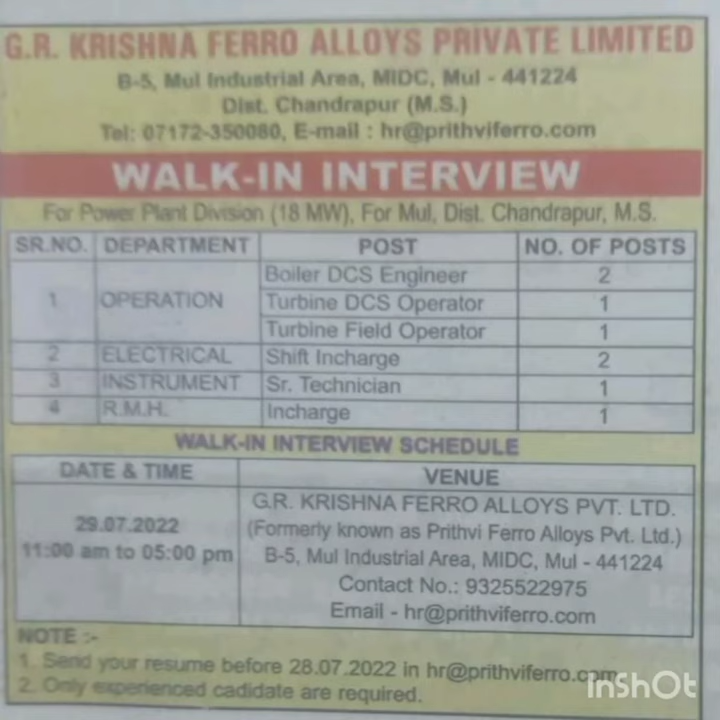 G.R. KRISHNA FERRO ALLOYS PRIVATE LIMITED
B-5, Mul Industrial Area, MIDC, Mul - 441224
Dist. Chandrapur (M.S.)
Tel: 07172-350080, E-mail : hr@prithviferro.com
WALK-IN INTERVIEW
For Power Plant Division (18 MW), For Mul, Dist. Chandrapur, M.S.
SR.NO. DEPARTMENT POST NO. OF POSTS
1 OPERATION Boiler DCS Engineer 2
Turbine DCS Operator 1
Turbine Field Operator 1
2 ELECTRICAL Shift Incharge 2
3 INSTRUMENT Sr. Technician 1
4 R.M.H. Incharge 1
WALK-IN INTERVIEW SCHEDULE
DATE & TIME VENUE
29.07.2022
11:00 am to 05:00 pm
G.R. KRISHNA FERRO ALLOYS PVT. LTD.
(Formerly known as Prithvi Ferro Alloys Pvt. Ltd.)
B-5, Mul Industrial Area, MIDC, Mul - 441224
Contact No.: 9325522975
Email - hr@prithviferro.com
NOTE :-
1. Send your resume before 28.07.2022 in hr@prithviferro.com
2. Only experienced cadidate are required.
InShOt